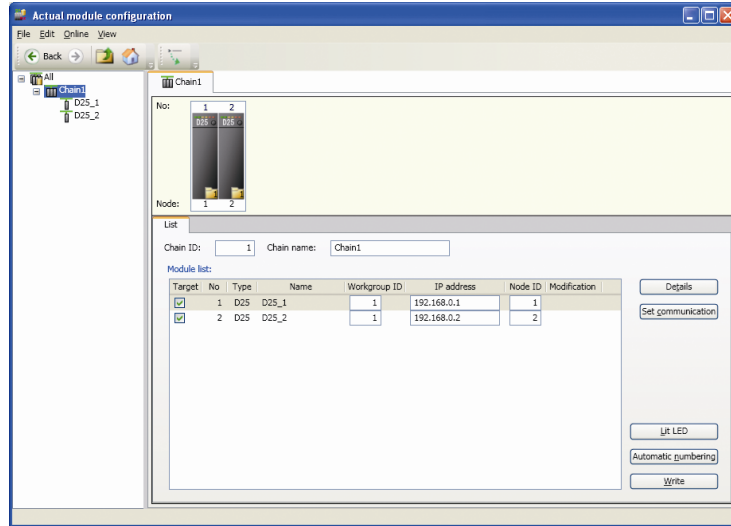 Actual module configuration
File Edit Online View
Back
All
Chain1
D25_1
D25_2
Chain1
No: 1 2
D25 D25
1 1
Node: 1 2
List
Chain ID: 1 Chain name: Chain1
Module list:
Target No Type Name Workgroup ID IP address Node ID Modification
1 D25 D25_1 1 192.168.0.1 1
2 D25 D25_2 1 192.168.0.2 2
Details
Set communication
Lit LED
Automatic numbering
Write